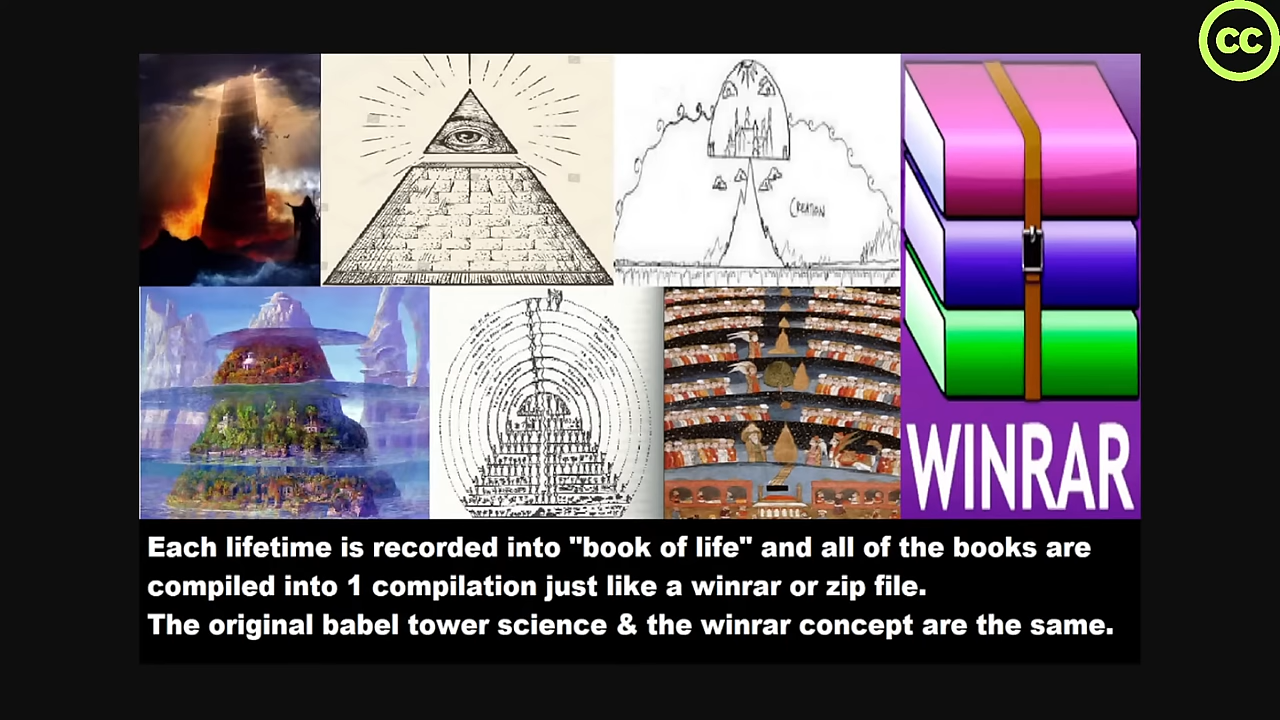 CC
CREATION
WINRAR
Each lifetime is recorded into "book of life" and all of the books are
compiled into 1 compilation just like a winrar or zip file.
The original babel tower science & the winrar concept are the same.